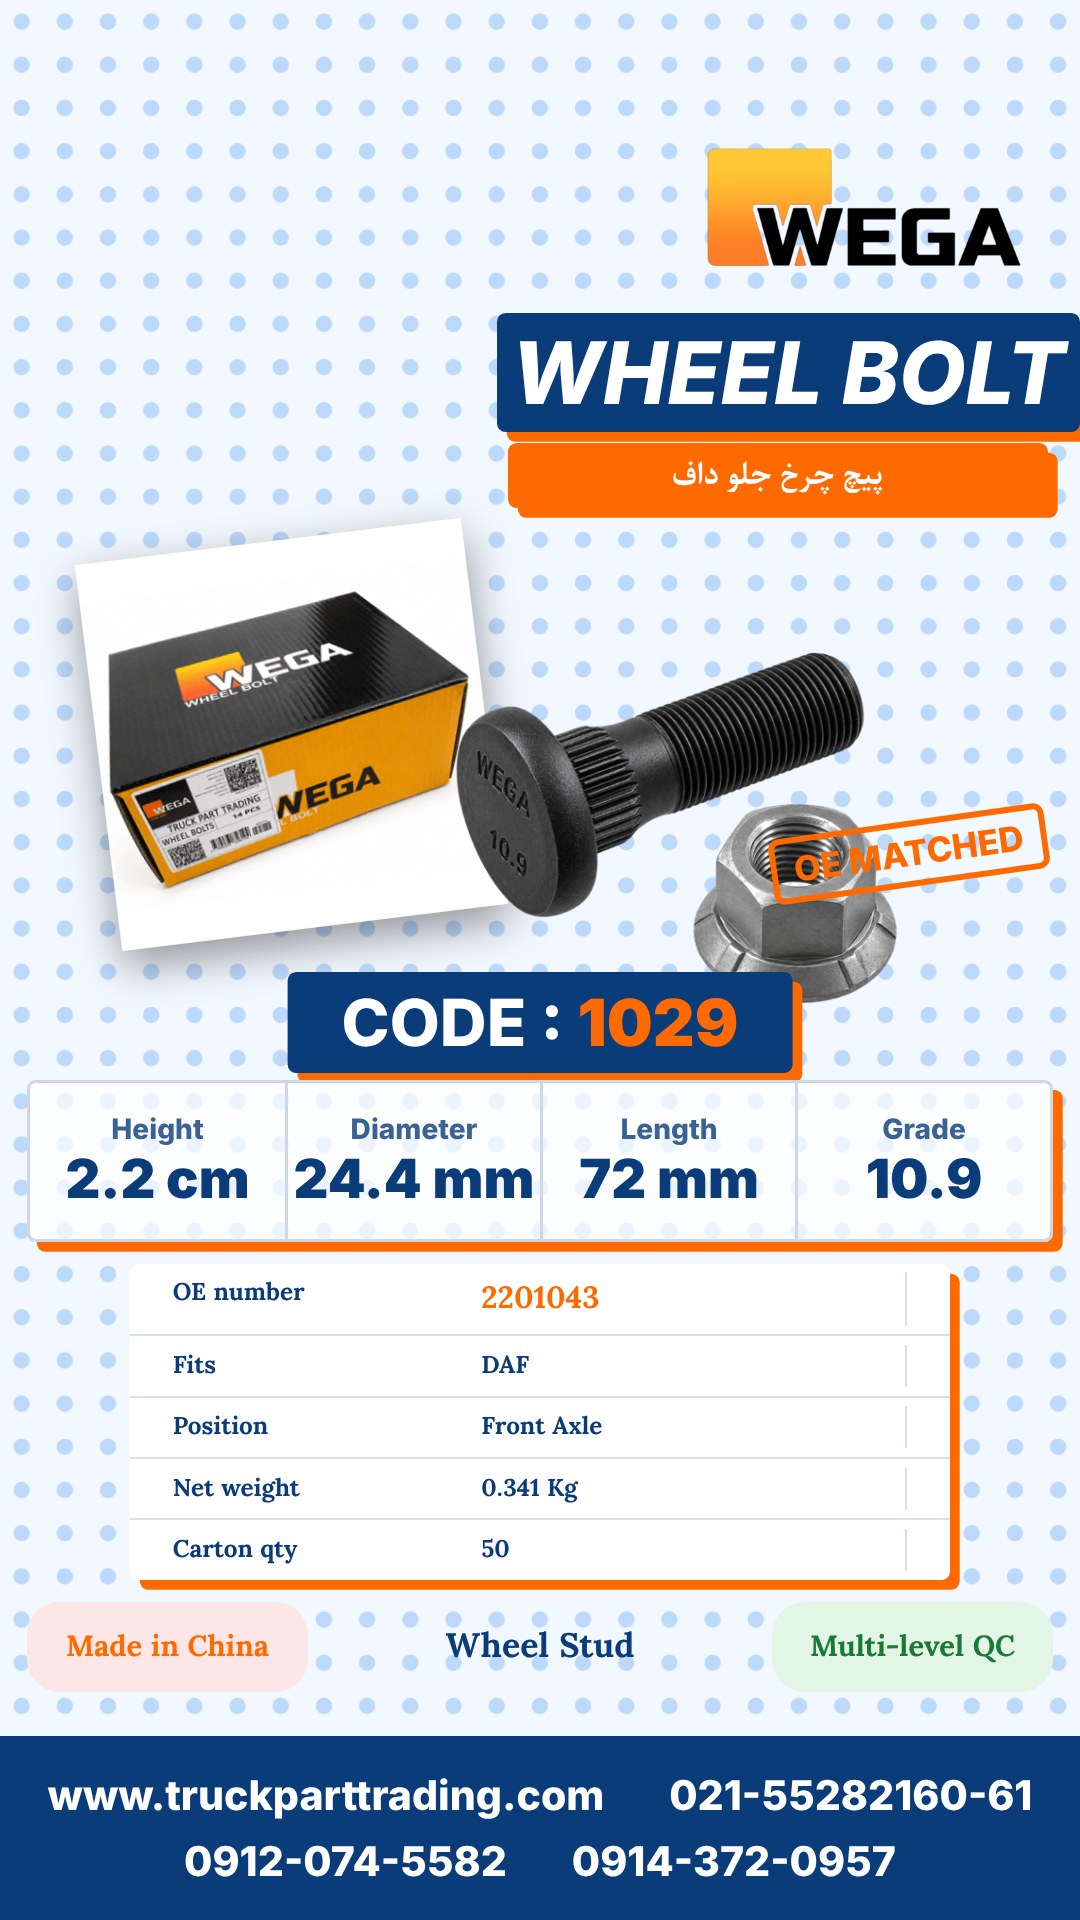 WEGA
WHEEL BOLT
پیچ چرخ جلو داف
WEGA
WHEEL BOLT
WEGA
TRUCK PART TRADING
WHEEL BOLTS
14 PCS
WEGA
WEGA
10.9
OE MATCHED
CODE : 1029
Height
2.2 cm
Diameter
24.4 mm
Length
72 mm
Grade
10.9
OE number 2201043
Fits DAF
Position Front Axle
Net weight 0.341 Kg
Carton qty 50
Made in China
Wheel Stud
Multi-level QC
www.truckparttrading.com 021-55282160-61
0912-074-5582 0914-372-0957